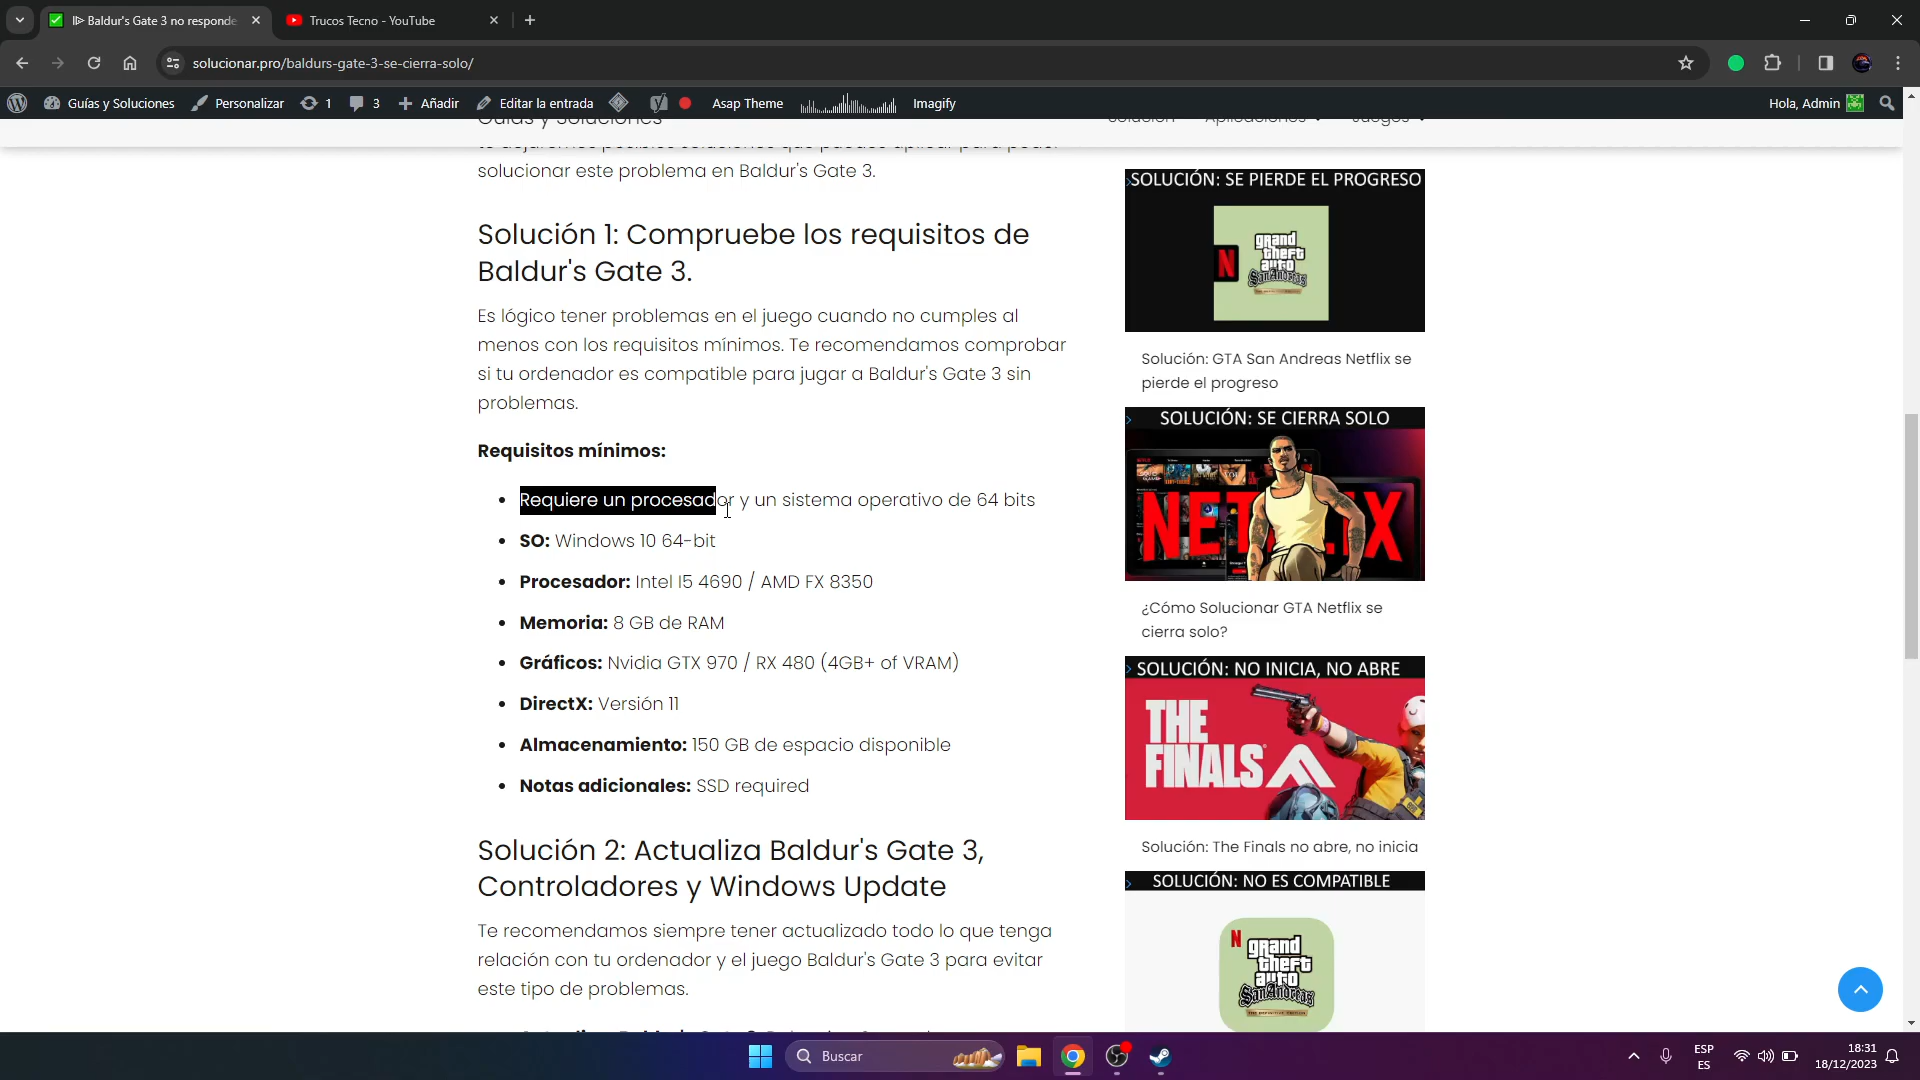 Baldur's Gate 3 no responde
Trucos Tecno - YouTube
solucionar.pro/baldurs-gate-3-se-cierra-solo/
Guías y Soluciones
Personalizar
1
3
Añadir
Editar la entrada
Asap Theme
Imagify
Hola, Admin
Guías y Soluciones
Solución
Aplicaciones
Juegos
te dejaremos posibles soluciones que puedes aplicar para poder
solucionar este problema en Baldur's Gate 3.
Solución 1: Compruebe los requisitos de
Baldur's Gate 3.
Es lógico tener problemas en el juego cuando no cumples al
menos con los requisitos mínimos. Te recomendamos comprobar
si tu ordenador es compatible para jugar a Baldur's Gate 3 sin
problemas.
Requisitos mínimos:
• Requiere un procesador y un sistema operativo de 64 bits
• SO: Windows 10 64-bit
• Procesador: Intel I5 4690 / AMD FX 8350
• Memoria: 8 GB de RAM
• Gráficos: Nvidia GTX 970 / RX 480 (4GB+ of VRAM)
• DirectX: Versión 11
• Almacenamiento: 150 GB de espacio disponible
• Notas adicionales: SSD required
Solución 2: Actualiza Baldur's Gate 3,
Controladores y Windows Update
Te recomendamos siempre tener actualizado todo lo que tenga
relación con tu ordenador y el juego Baldur's Gate 3 para evitar
este tipo de problemas.
SOLUCIÓN: SE PIERDE EL PROGRESO
N
grand
theft
auto
SanAndreas
THE DEFINITIVE EDITION
Solución: GTA San Andreas Netflix se
pierde el progreso
SOLUCIÓN: SE CIERRA SOLO
NETFLIX
¿Cómo Solucionar GTA Netflix se
cierra solo?
SOLUCIÓN: NO INICIA, NO ABRE
THE
FINALS
Solución: The Finals no abre, no inicia
SOLUCIÓN: NO ES COMPATIBLE
N
grand
theft
auto
SanAndreas
THE DEFINITIVE EDITION
Buscar
ESP
ES
18:31
18/12/2023